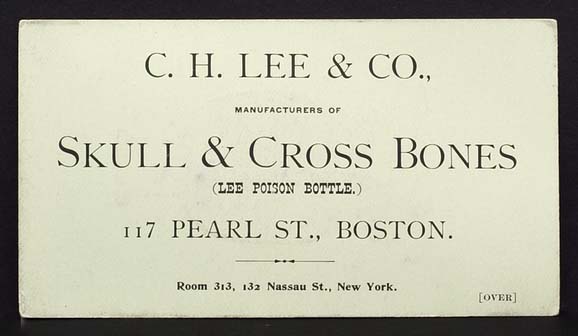 C. H. LEE & CO.,
MANUFACTURERS OF
SKULL & CROSS BONES
(LEE POISON BOTTLE.)
117 PEARL ST., BOSTON.
Room 313, 132 Nassau St., New York.
[OVER]